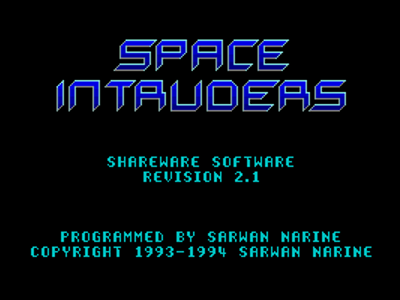 SPACE
INTRUDERS
SHAREWARE SOFTWARE
REVISION 2.1
PROGRAMMED BY SARWAN NARINE
COPYRIGHT 1993-1994 SARWAN NARINE